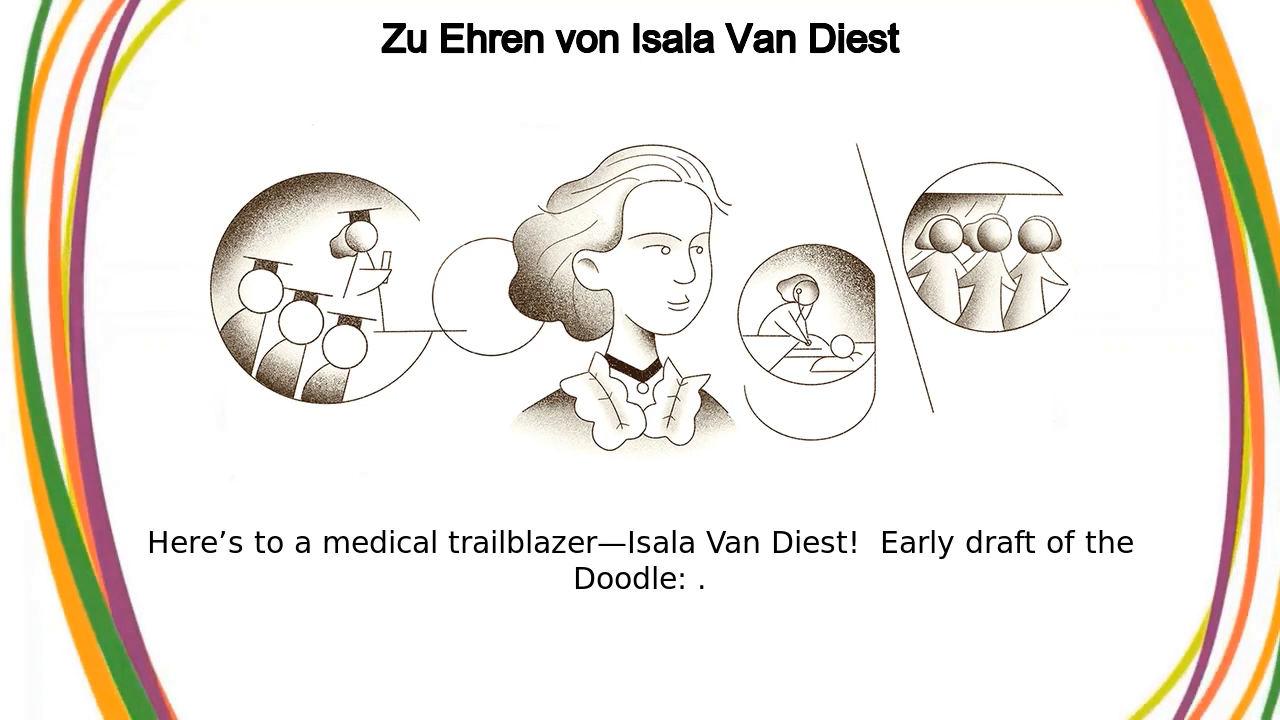 Zu Ehren von Isala Van Diest
Here’s to a medical trailblazer—Isala Van Diest!  Early draft of the
Doodle: .